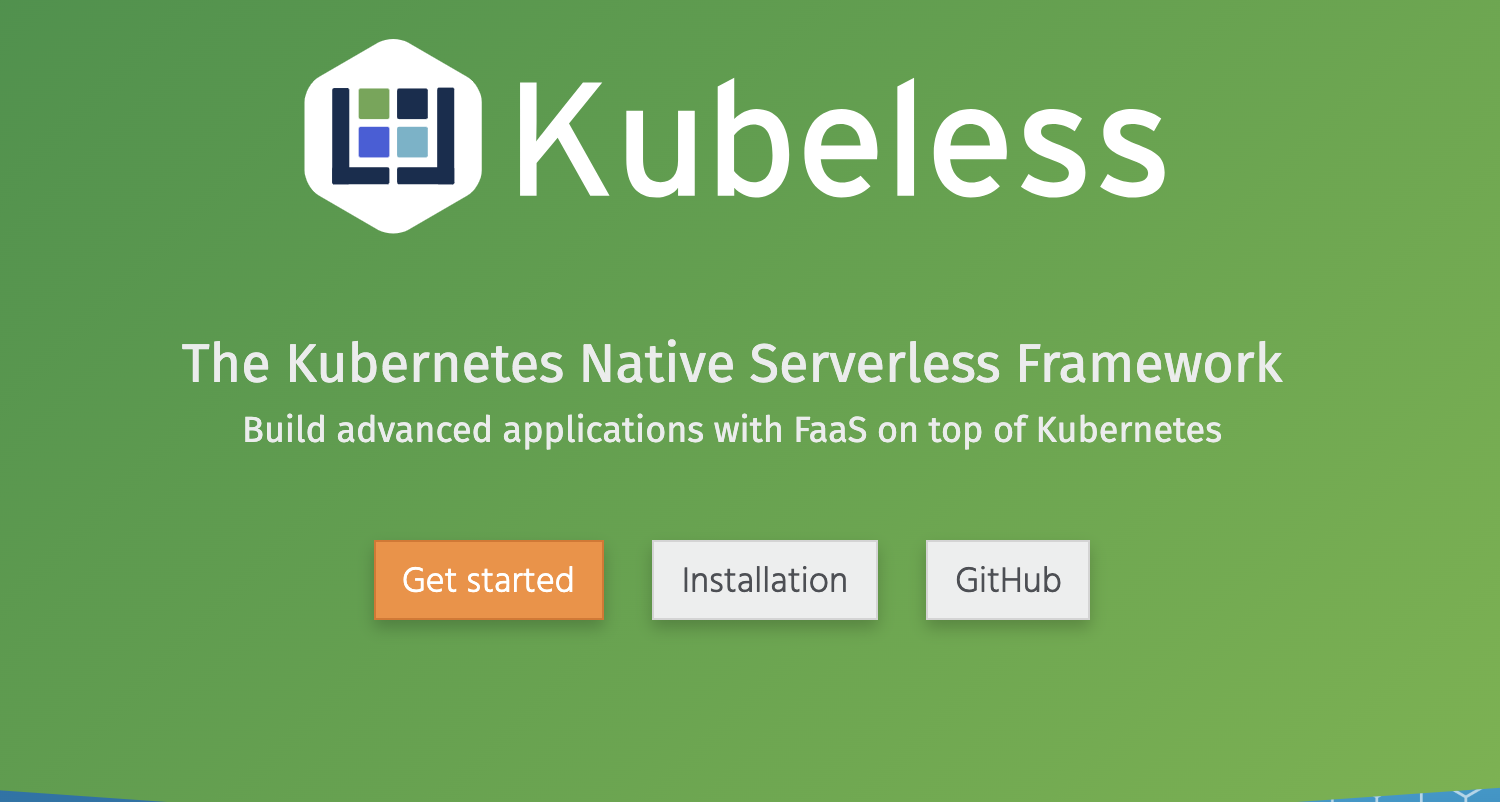 Kubeless
The Kubernetes Native Serverless Framework
Build advanced applications with FaaS on top of Kubernetes
Get started Installation GitHub